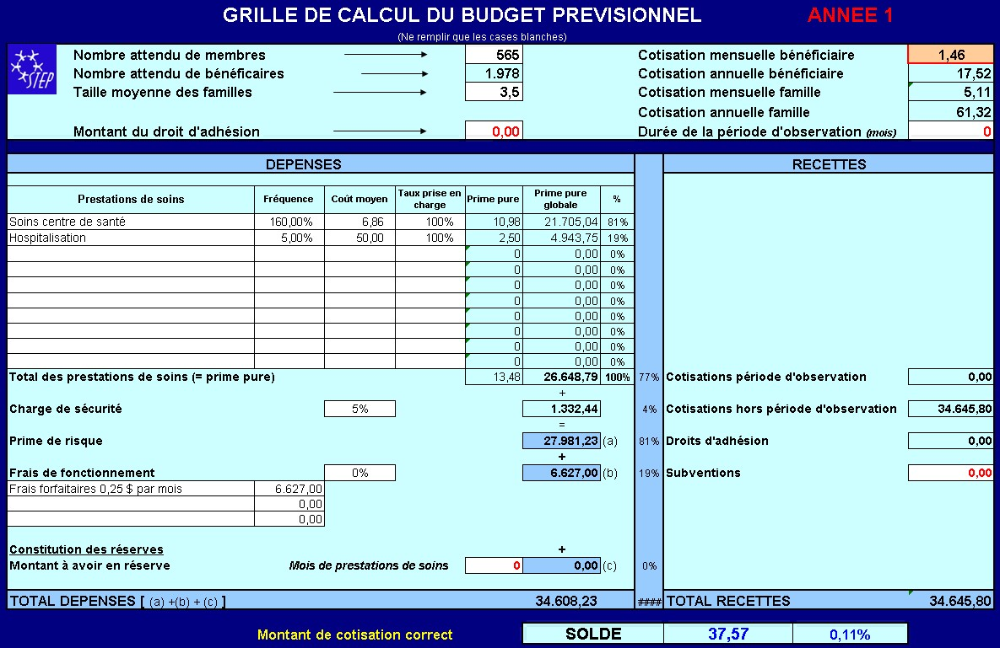 GRILLE DE CALCUL DU BUDGET PREVISIONNEL ANNEE 1
(Ne remplir que les cases blanches)
STEP
Nombre attendu de membres 565 Cotisation mensuelle bénéficiaire 1,46
Nombre attendu de bénéficaires 1.978 Cotisation annuelle bénéficiaire 17,52
Taille moyenne des familles 3,5 Cotisation mensuelle famille 5,11
Cotisation annuelle famille 61,32
Montant du droit d'adhésion 0,00 Durée de la période d'observation (mois) 0
DEPENSES RECETTES
Prestations de soins Fréquence Coût moyen Taux prise en charge Prime pure Prime pure globale %
Soins centre de santé 160,00% 6,86 100% 10,98 21.705,04 81%
Hospitalisation 5,00% 50,00 100% 2,50 4.943,75 19%
0 0,00 0%
0 0,00 0%
0 0,00 0%
0 0,00 0%
0 0,00 0%
0 0,00 0%
0 0,00 0%
0 0,00 0%
Total des prestations de soins (= prime pure) 13,48 26.648,79 100% 77% Cotisations période d'observation 0,00
+
Charge de sécurité 5% 1.332,44 4% Cotisations hors période d'observation 34.645,80
=
Prime de risque 27.981,23 (a) 81% Droits d'adhésion 0,00
+
Frais de fonctionnement 0% 6.627,00 (b) 19% Subventions 0,00
Frais forfaitaires 0,25 $ par mois 6.627,00
0,00
0,00
Constitution des réserves +
Montant à avoir en réserve Mois de prestations de soins 0 0,00 (c) 0%
TOTAL DEPENSES [ (a) +(b) + (c) ] 34.608,23 #### TOTAL RECETTES 34.645,80
Montant de cotisation correct SOLDE 37,57 0,11%